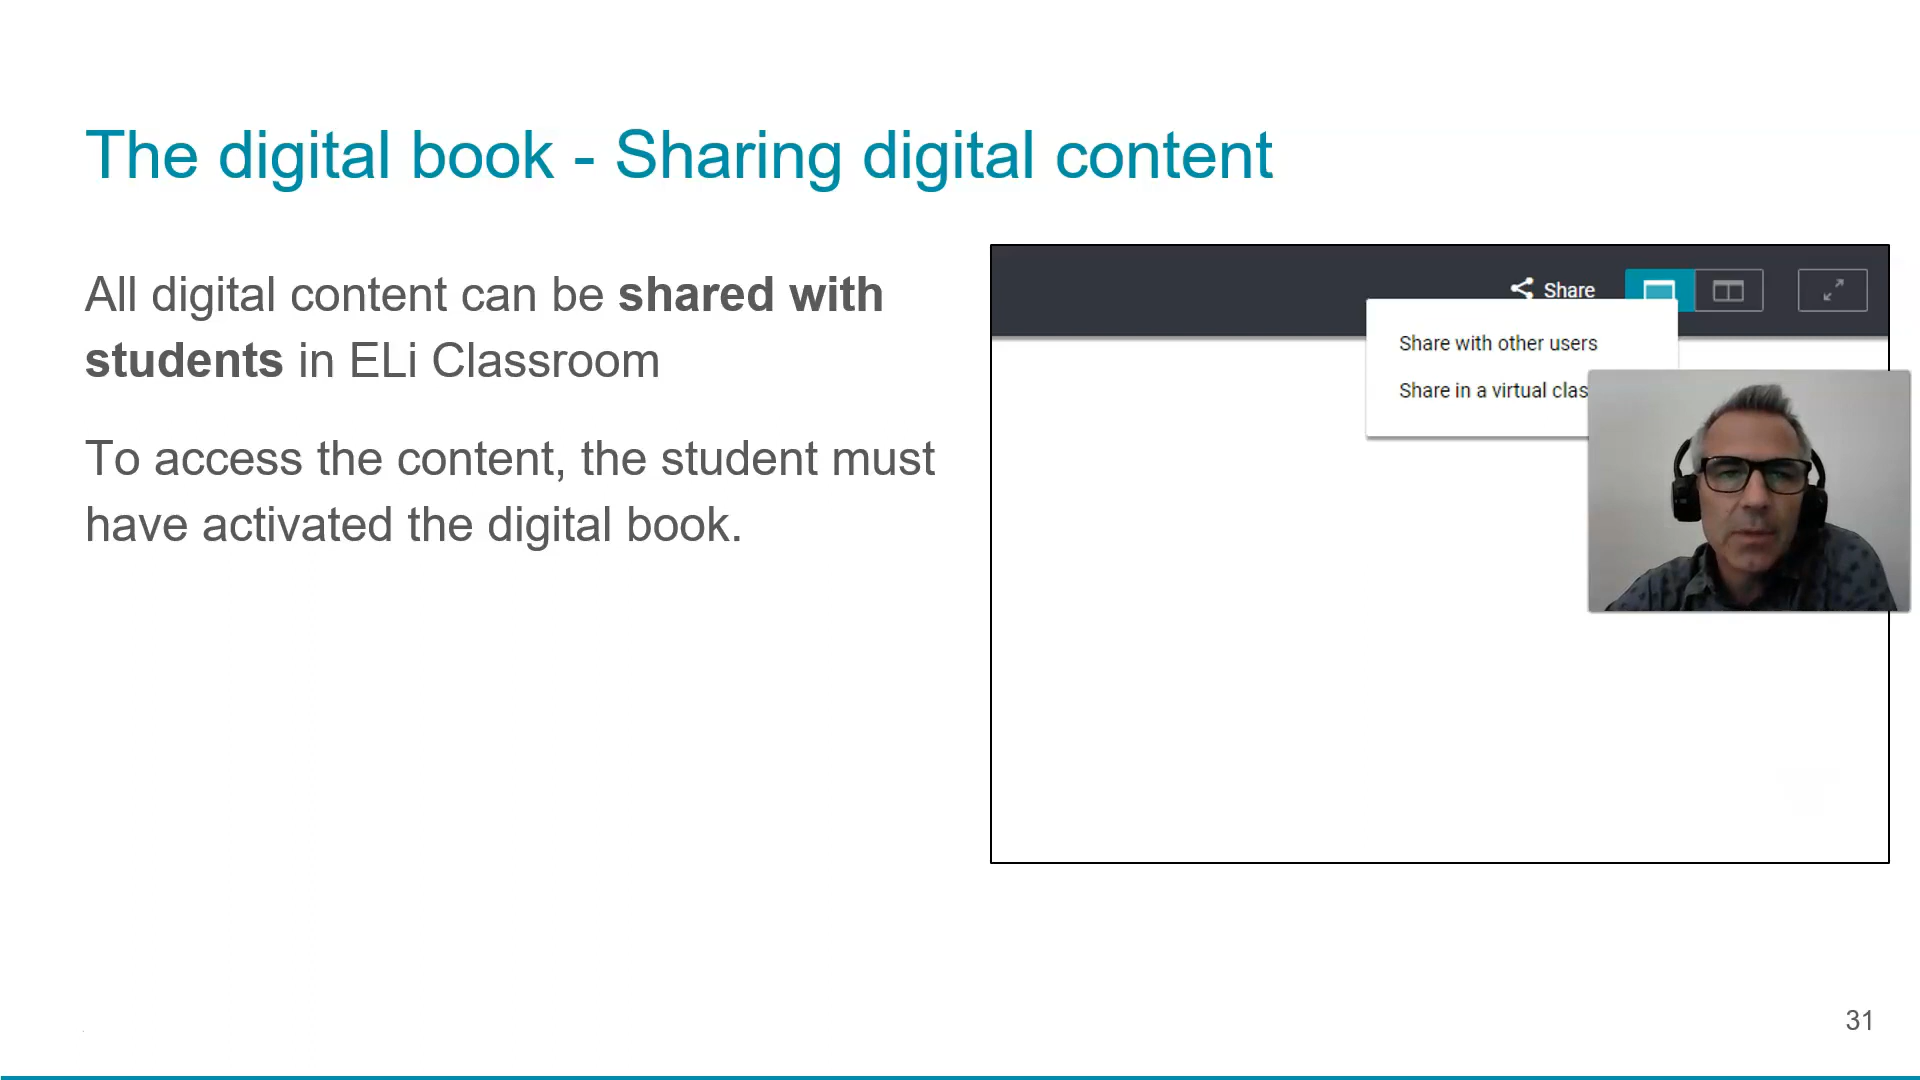 The digital book - Sharing digital content
All digital content can be shared with
students in ELi Classroom
To access the content, the student must
have activated the digital book.
Share
Share with other users
Share in a virtual
31